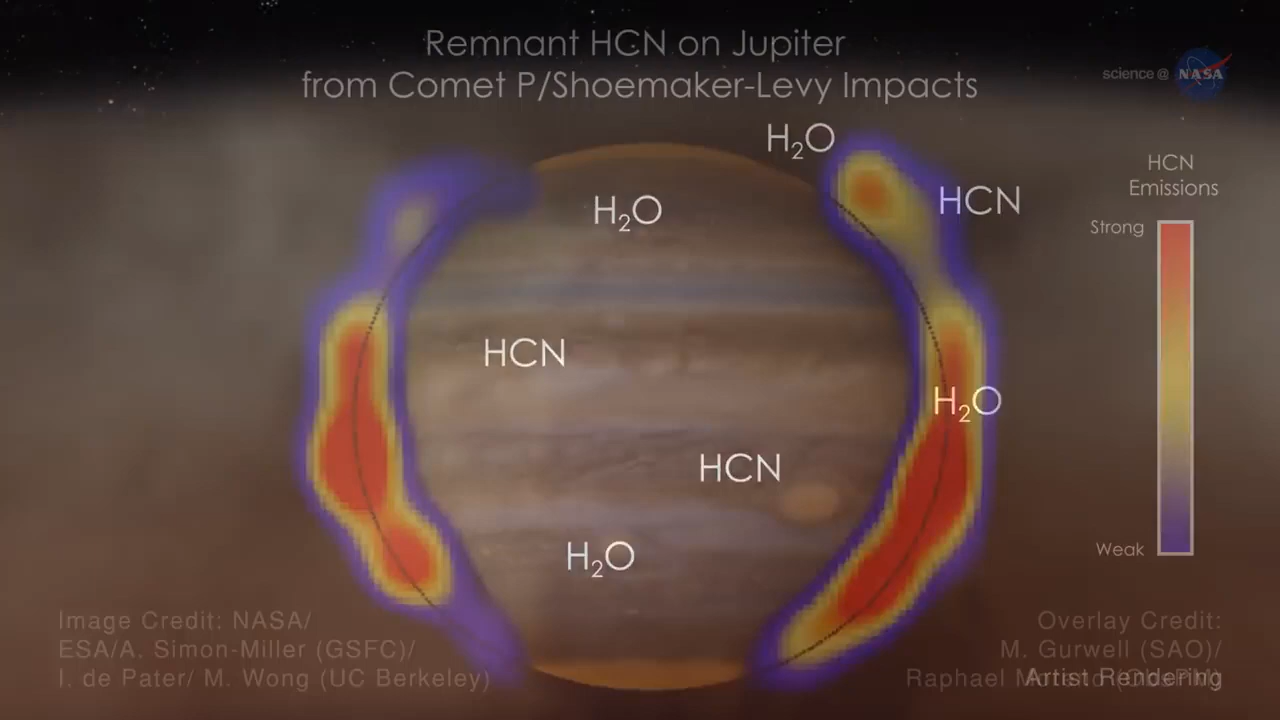 Remnant HCN on Jupiter
from Comet P/Shoemaker-Levy Impacts
science @ NASA
H₂O
HCN
Emissions
H₂O
HCN
Strong
HCN
H₂O
HCN
H₂O
Weak
Image Credit: NASA/
ESA/A. Simon-Miller (GSFC)/
I. de Pater/ M. Wong (UC Berkeley)
Overlay Credit:
M. Gurwell (SAO)/
Raphael
Artist Rendering